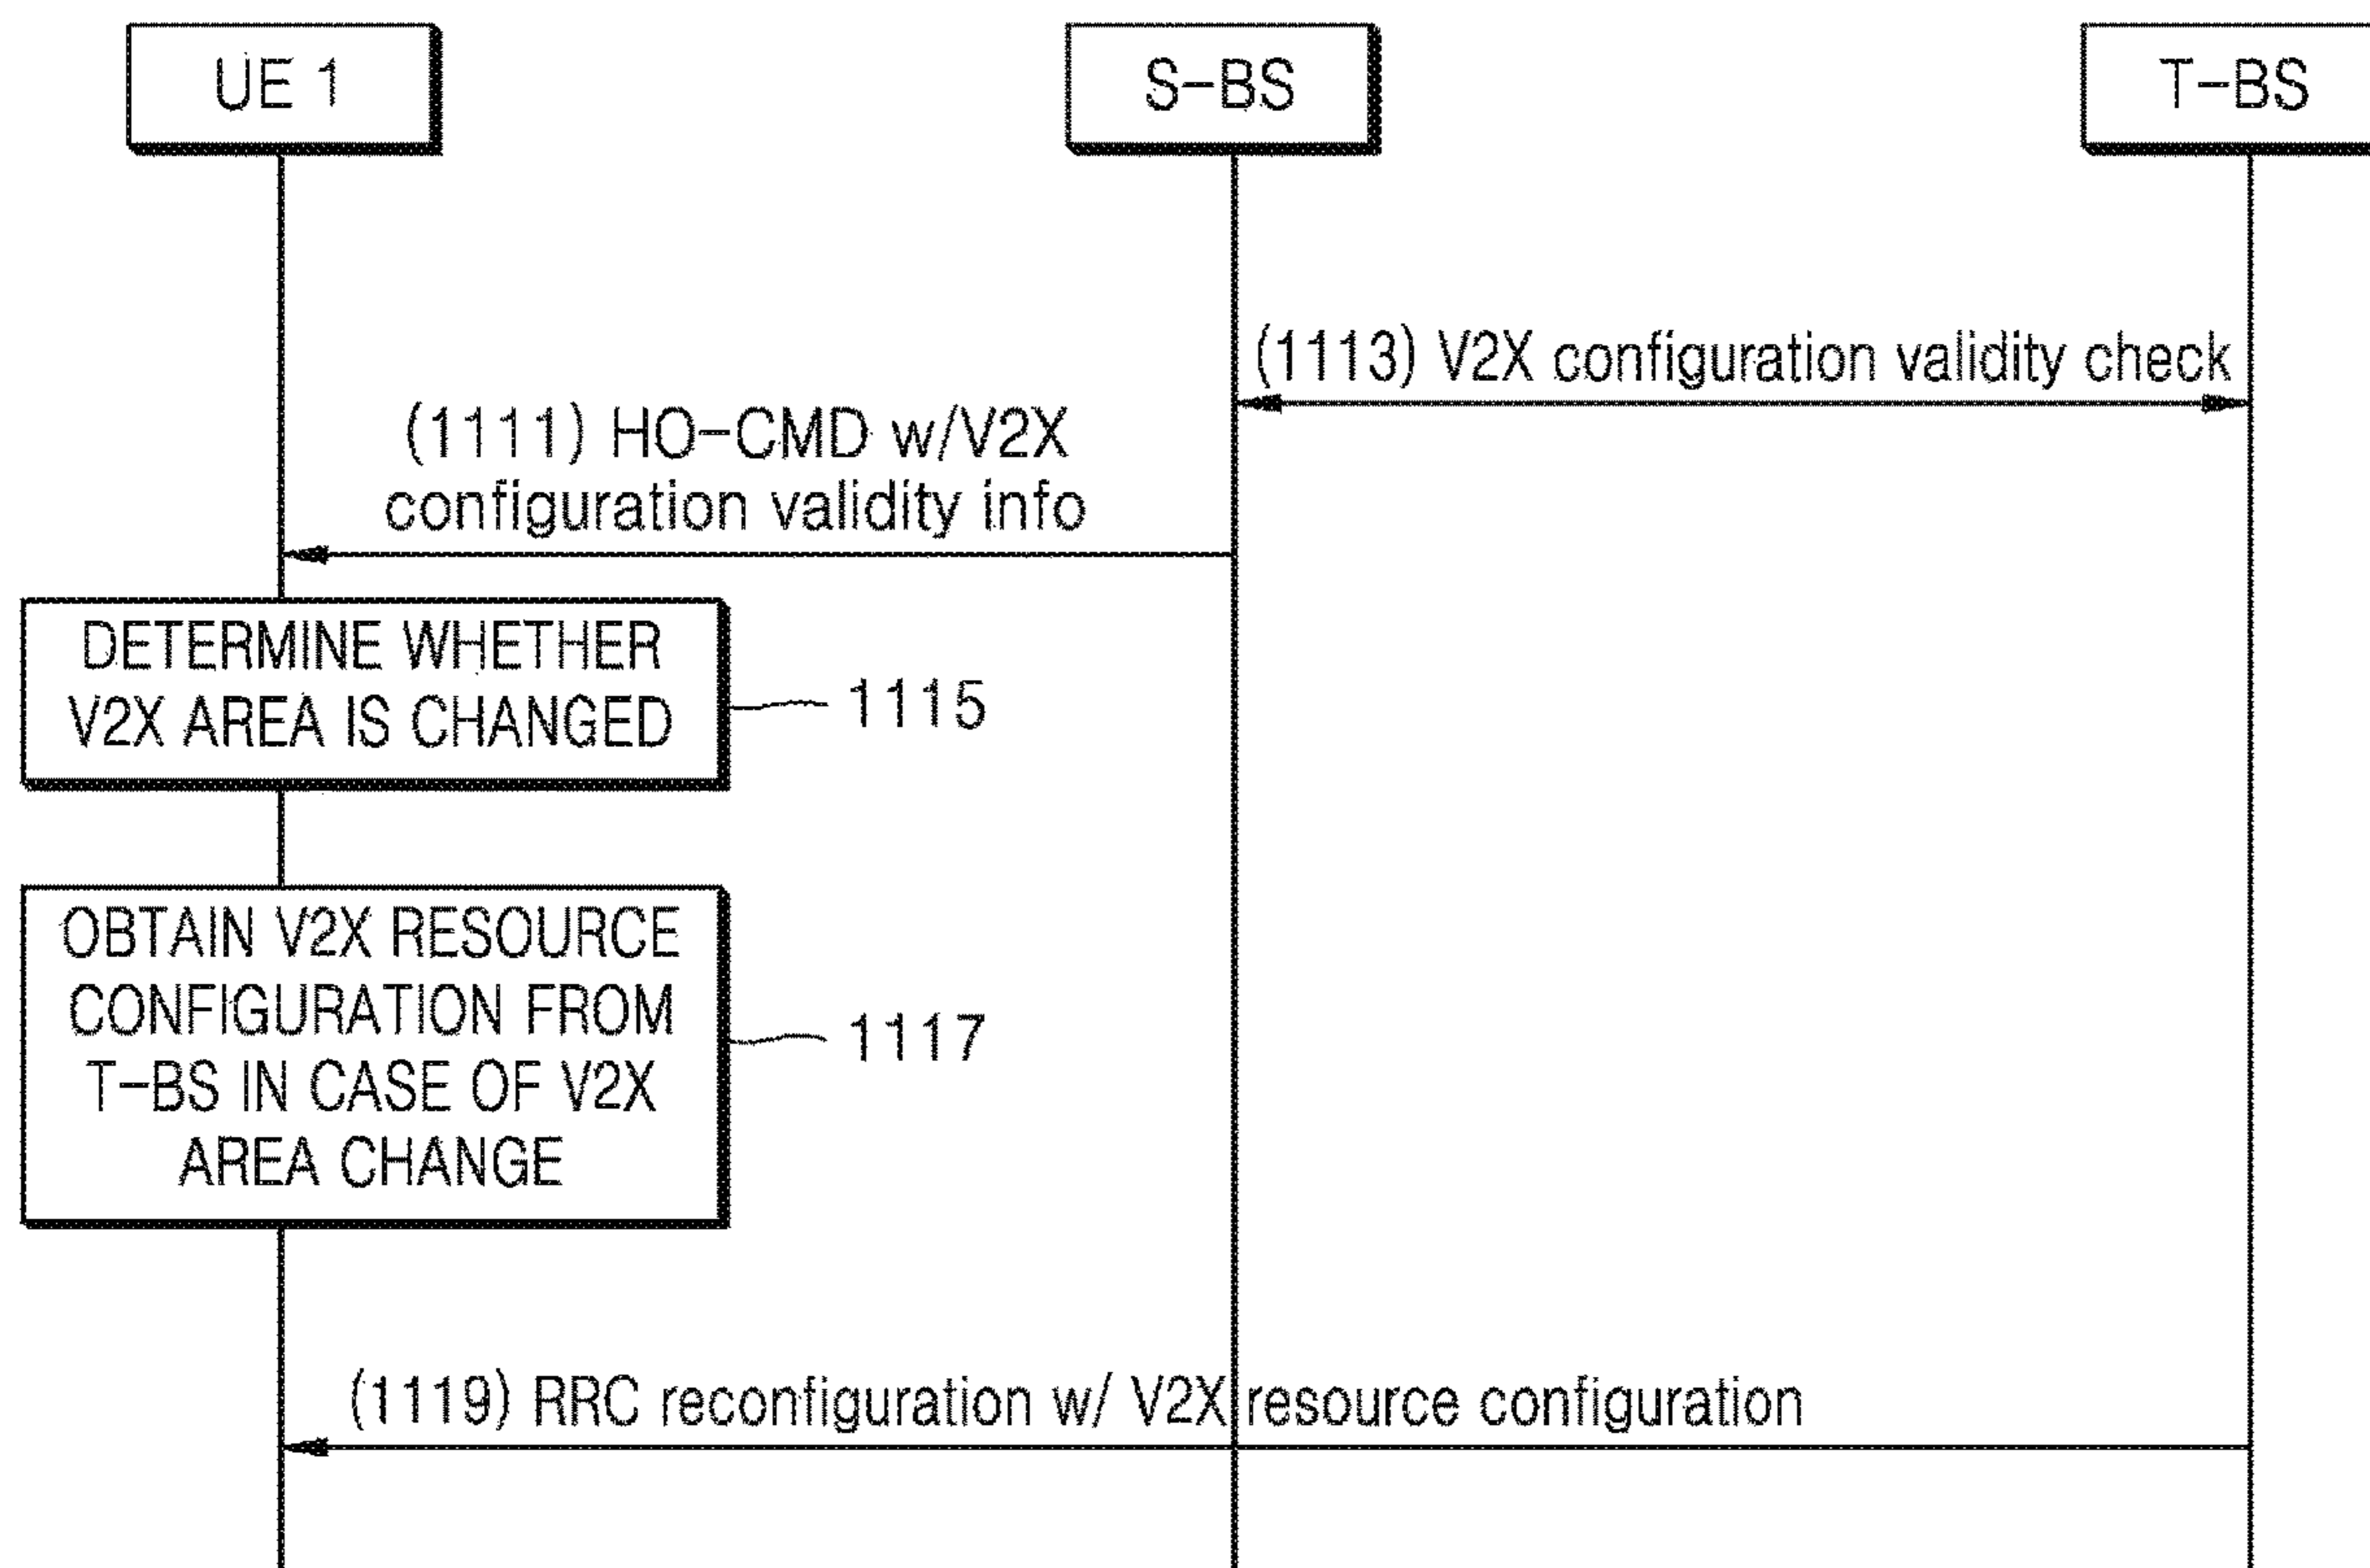 UE 1
S-BS
T-BS
(1113) V2X configuration validity check
(1111) HO-CMD w/V2X
configuration validity info
DETERMINE WHETHER
V2X AREA IS CHANGED
1115
OBTAIN V2X RESOURCE
CONFIGURATION FROM
T-BS IN CASE OF V2X
AREA CHANGE
1117
(1119) RRC reconfiguration w/ V2X resource configuration